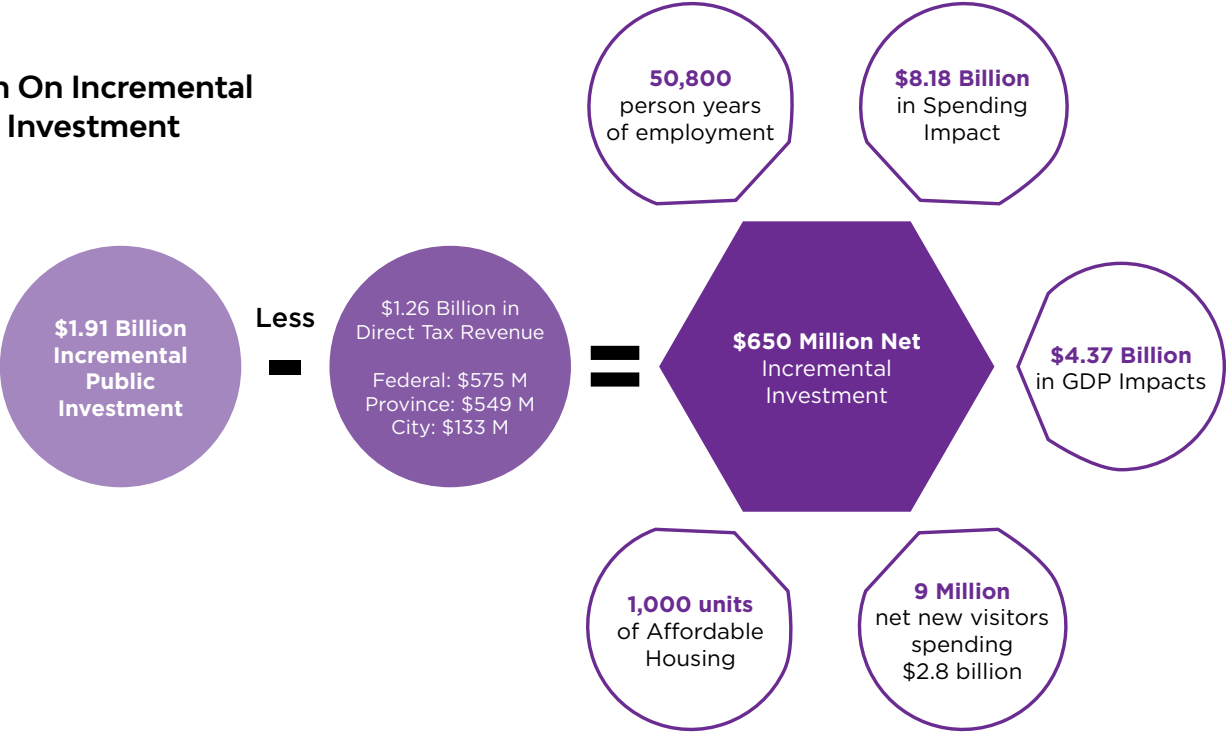 On Incremental
Investment
$1.91 Billion
Incremental
Public
Investment
Less
-
$1.26 Billion in
Direct Tax Revenue
Federal: $575 M
Province: $549 M
City: $133 M
=
$650 Million Net
Incremental
Investment
50,800
person years
of employment
$8.18 Billion
in Spending
Impact
$4.37 Billion
in GDP Impacts
1,000 units
of Affordable
Housing
9 Million
net new visitors
spending
$2.8 billion